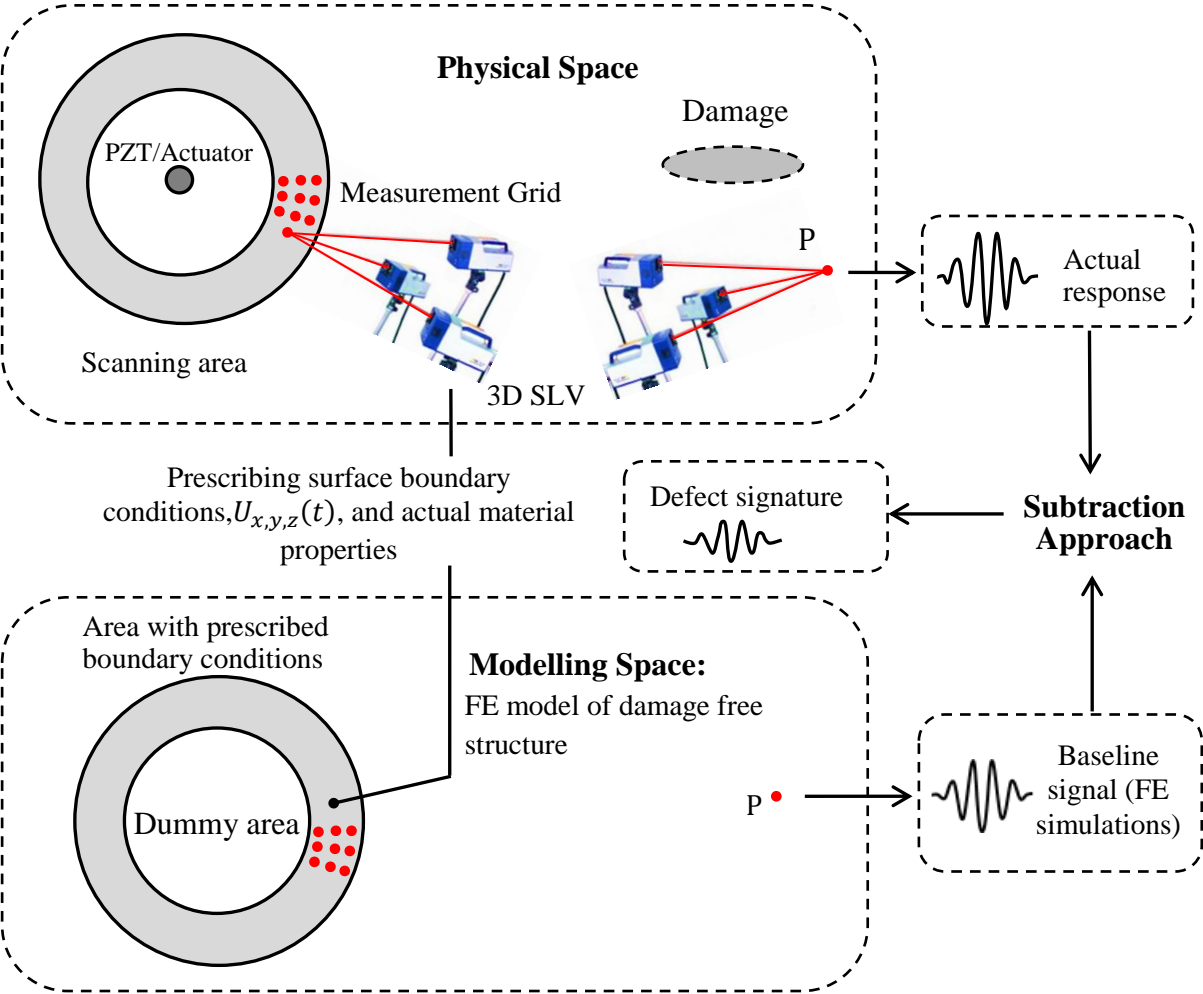 Physical Space
Damage
PZT/Actuator
Measurement Grid
P
Actual
response
Scanning area
3D SLV
Prescribing surface boundary
conditions,𝑈𝑥,𝑦,𝑧(𝑡), and actual material
properties
Defect signature
Subtraction
Approach
Area with prescribed
boundary conditions
Modelling Space:
FE model of damage free
structure
Dummy area
P
Baseline
signal (FE
simulations)